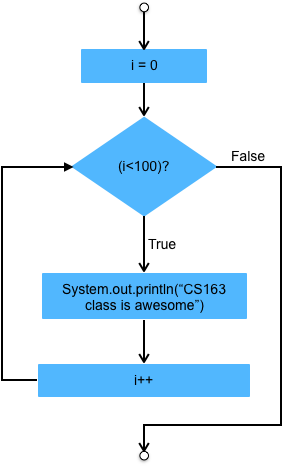 i = 0
(i<100)?
False
True
System.out.println(“CS163
class is awesome”)
i++